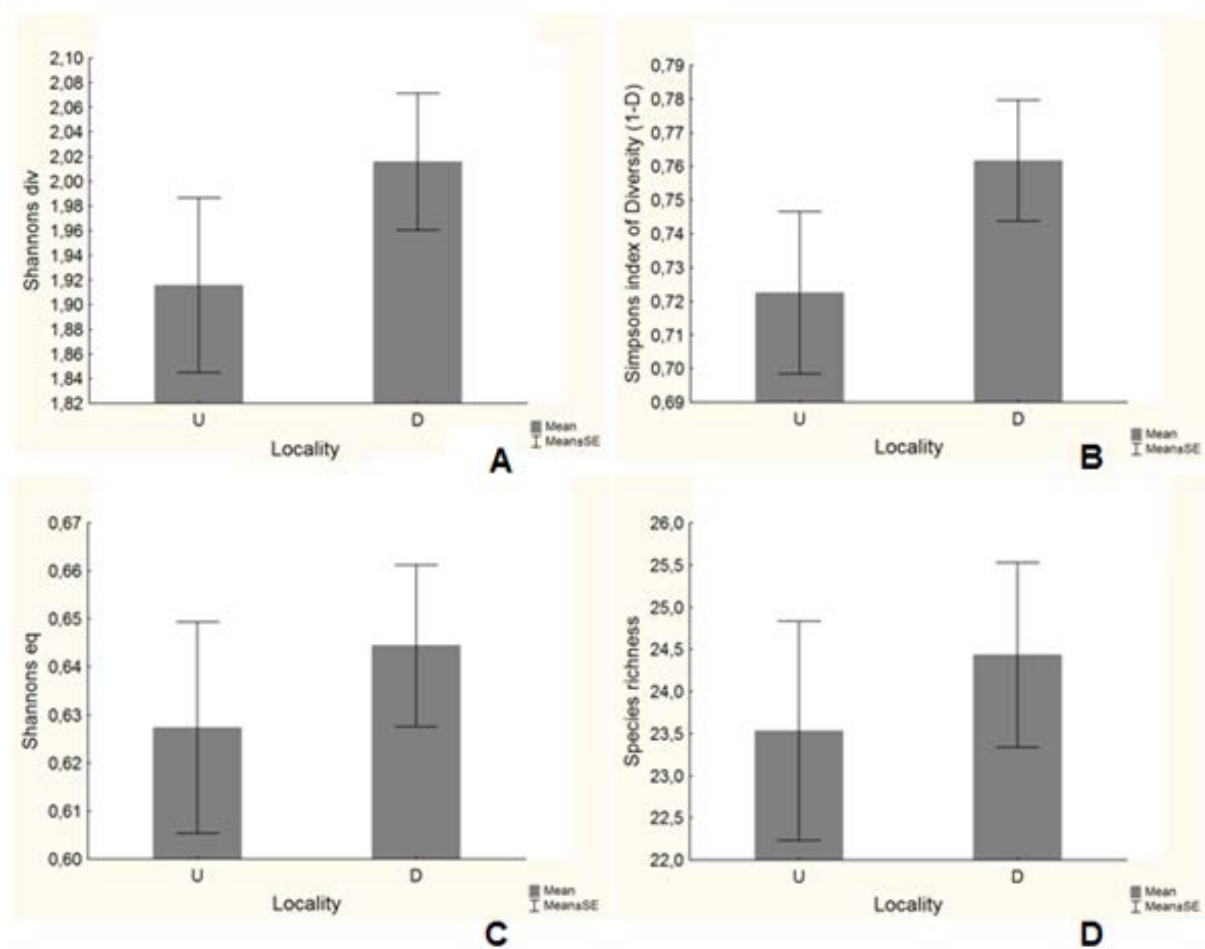 2,10
2,08
2,06
2,04
2,02
2,00
1,98
1,96
1,94
1,92
1,90
1,88
1,86
1,84
1,82
Shannons div
U D
Locality
Mean
Mean±SE
A
0,79
0,78
0,77
0,76
0,75
0,74
0,73
0,72
0,71
0,70
0,69
Simpsons index of Diversity (1-D)
U D
Locality
Mean
Mean±SE
B
0,67
0,66
0,65
0,64
0,63
0,62
0,61
0,60
Shannons eq
U D
Locality
Mean
Mean±SE
C
26,0
25,5
25,0
24,5
24,0
23,5
23,0
22,5
22,0
Species richness
U D
Locality
Mean
Mean±SE
D